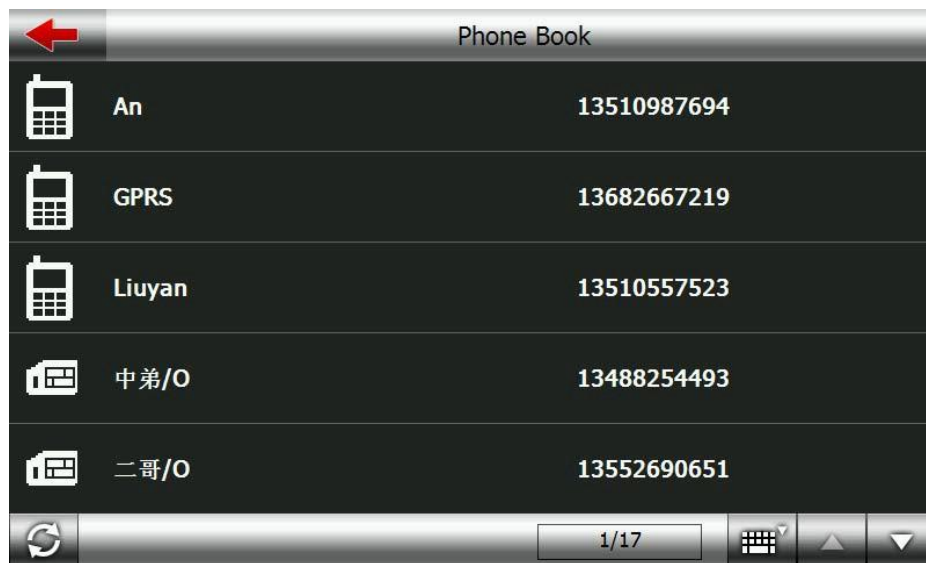 Phone Book
An 13510987694
GPRS 13682667219
Liuyan 13510557523
中弟/O 13488254493
二哥/O 13552690651
1/17